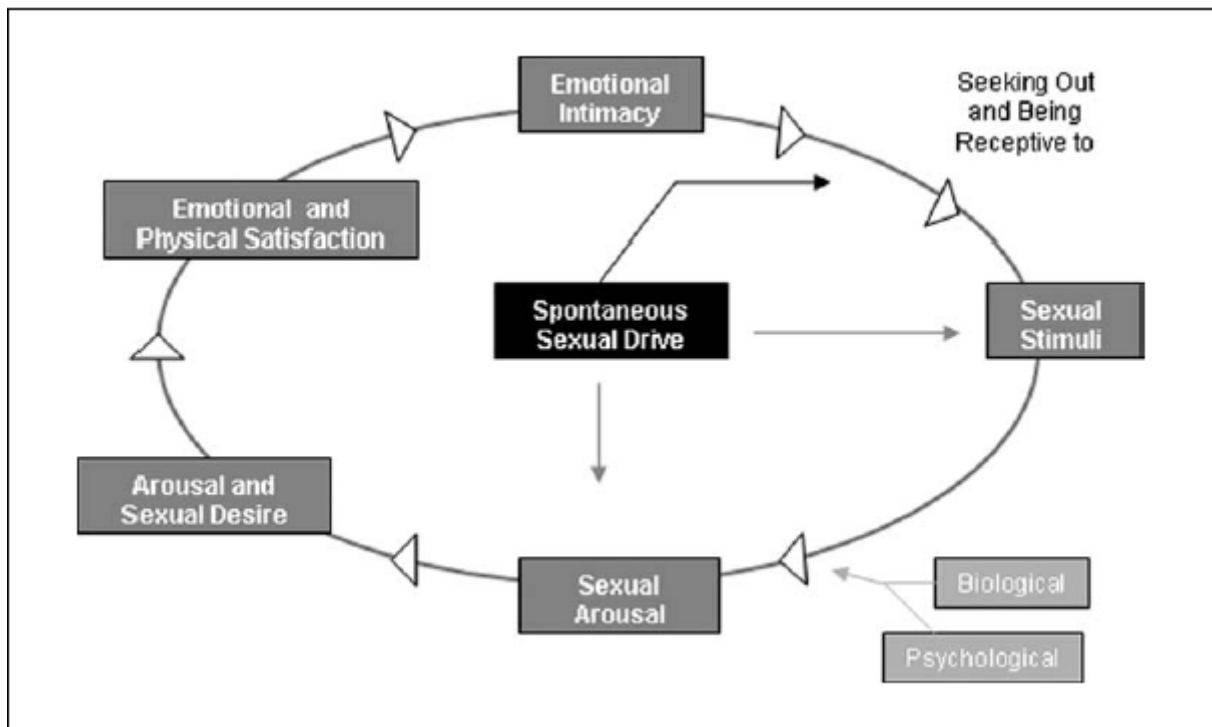 Emotional
Intimacy
Seeking Out
and Being
Receptive to
Emotional and
Physical Satisfaction
Spontaneous
Sexual Drive
Sexual
Stimuli
Arousal and
Sexual Desire
Sexual
Arousal
Biological
Psychological